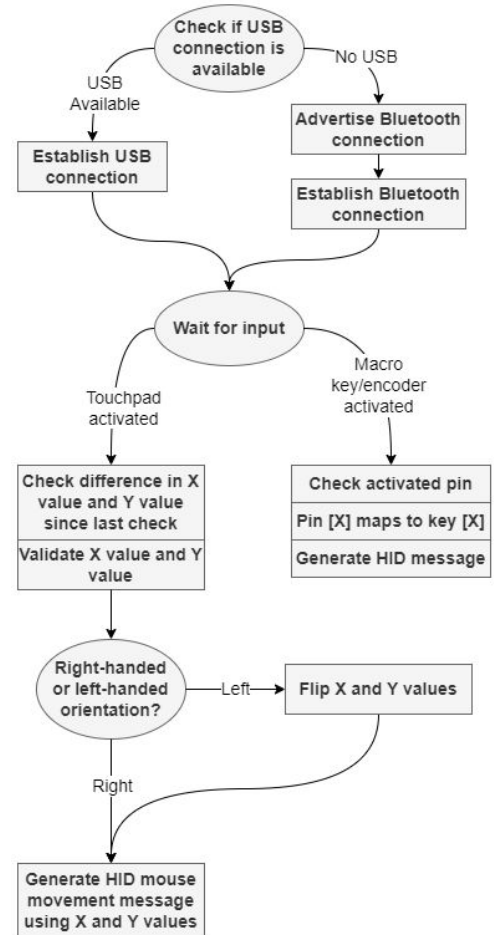 Check if USB
connection is
available
USB
Available
No USB
Advertise Bluetooth
connection
Establish USB
connection
Establish Bluetooth
connection
Wait for input
Touchpad
activated
Macro
key/encoder
activated
Check difference in X
value and Y value
since last check
Validate X value and Y
value
Check activated pin
Pin [X] maps to key [X]
Generate HID message
Right-handed
or left-handed
orientation?
Left
Flip X and Y values
Right
Generate HID mouse
movement message
using X and Y values